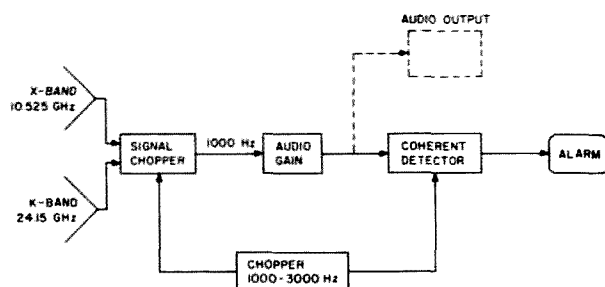 AUDIO OUTPUT
X-BAND
10.525 GHz
SIGNAL
CHOPPER
1000 Hz
AUDIO
GAIN
COHERENT
DETECTOR
ALARM
K-BAND
24.15 GHz
CHOPPER
1000-3000 Hz